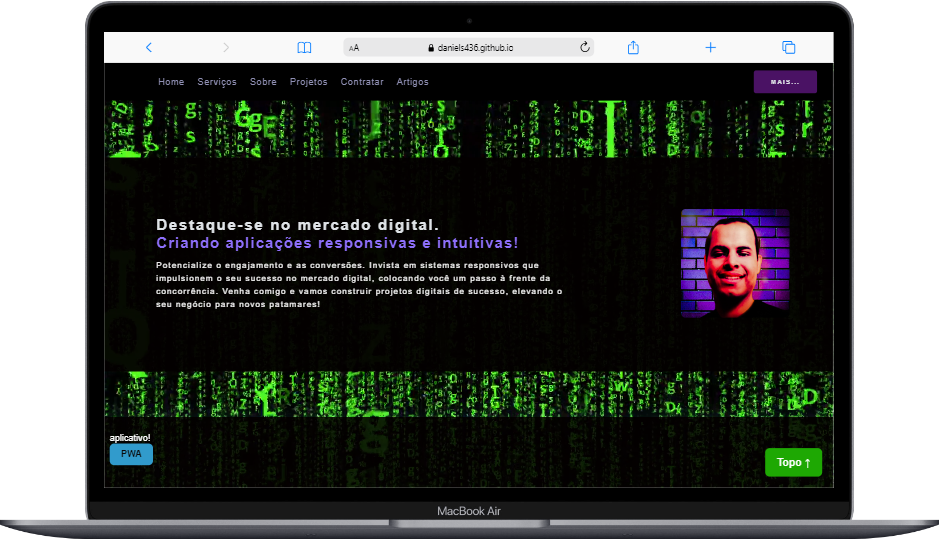 AA daniels436.github.io
Home Serviços Sobre Projetos Contratar Artigos MAIS...
Destaque-se no mercado digital.
Criando aplicações responsivas e intuitivas!
Potencialize o engajamento e as conversões. Invista em sistemas responsivos que
impulsionem o seu sucesso no mercado digital, colocando você um passo à frente da
concorrência. Venha comigo e vamos construir projetos digitais de sucesso, elevando o
seu negócio para novos patamares!
aplicativo!
PWA
Topo ↑
MacBook Air